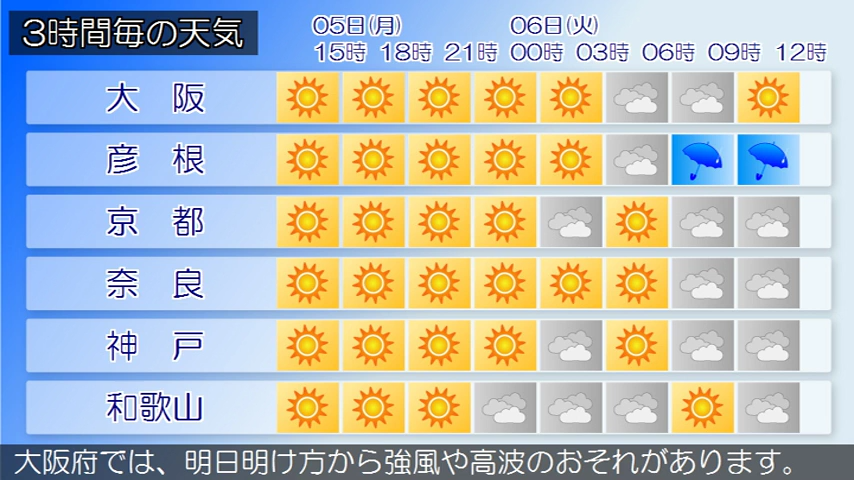 3時間毎の天気
05日(月) 06日(火)
15時 18時 21時 00時 03時 06時 09時 12時
大 阪
彦 根
京 都
奈 良
神 戸
和歌山
大阪府では、明日明け方から強風や高波のおそれがあります。